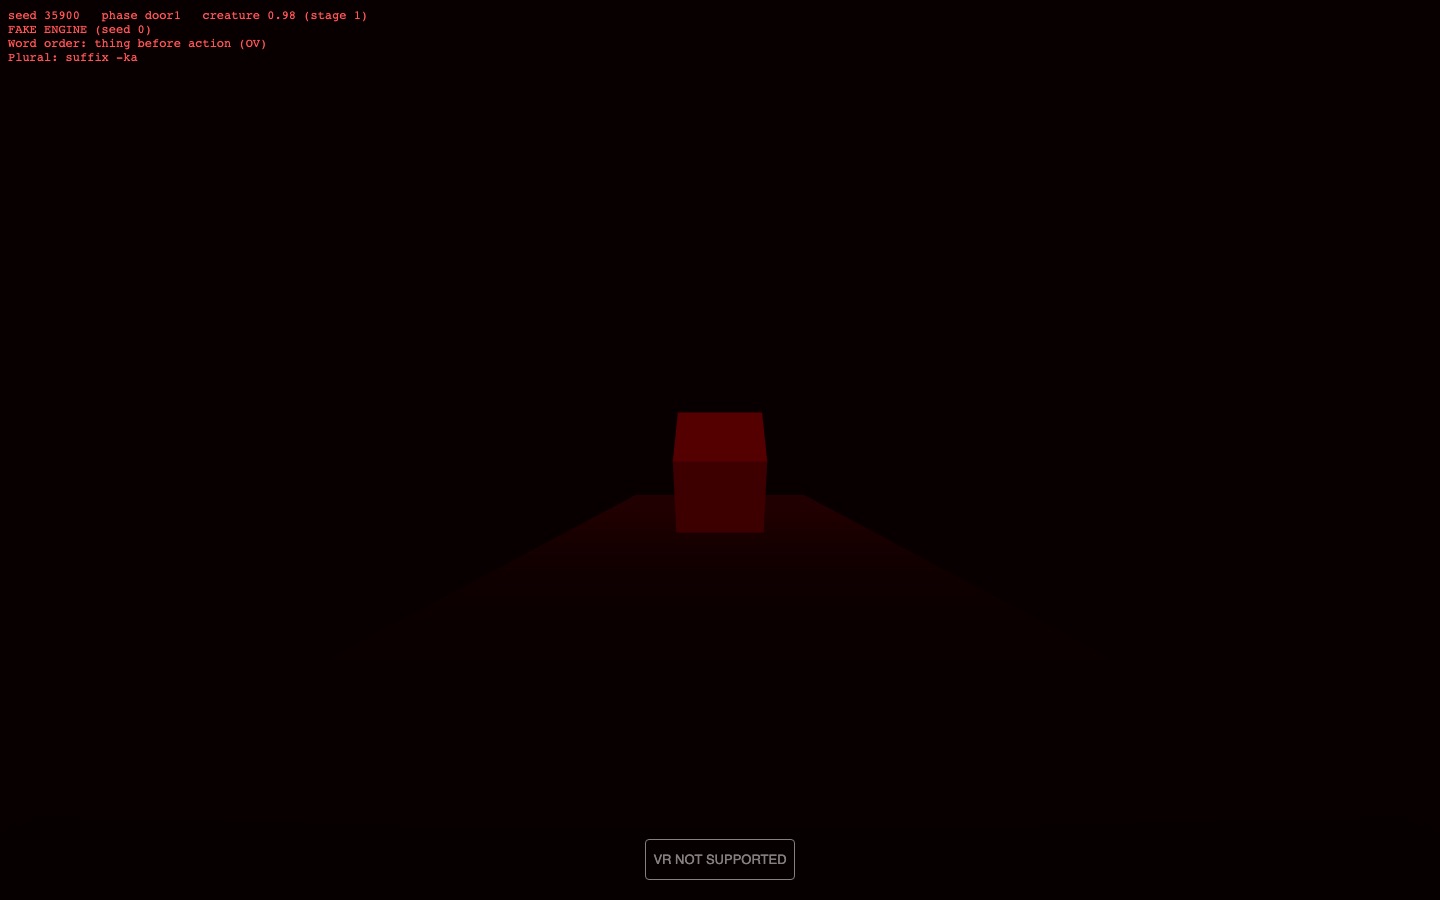 seed 35900   phase door1   creature 0.98 (stage 1)
FAKE ENGINE (seed 0)
Word order: thing before action (OV)
Plural: suffix -ka
VR NOT SUPPORTED